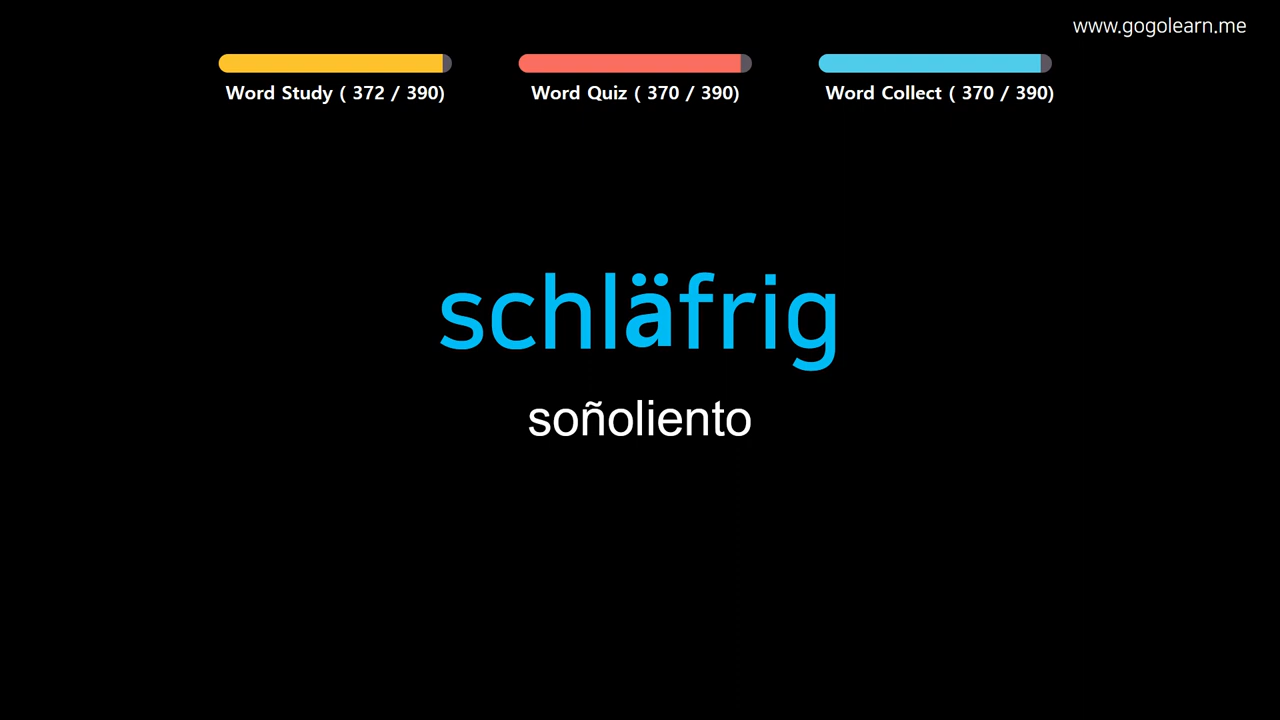 www.gogolearn.me
Word Study ( 372 / 390)
Word Quiz ( 370 / 390)
Word Collect ( 370 / 390)
schläfrig
soñoliento